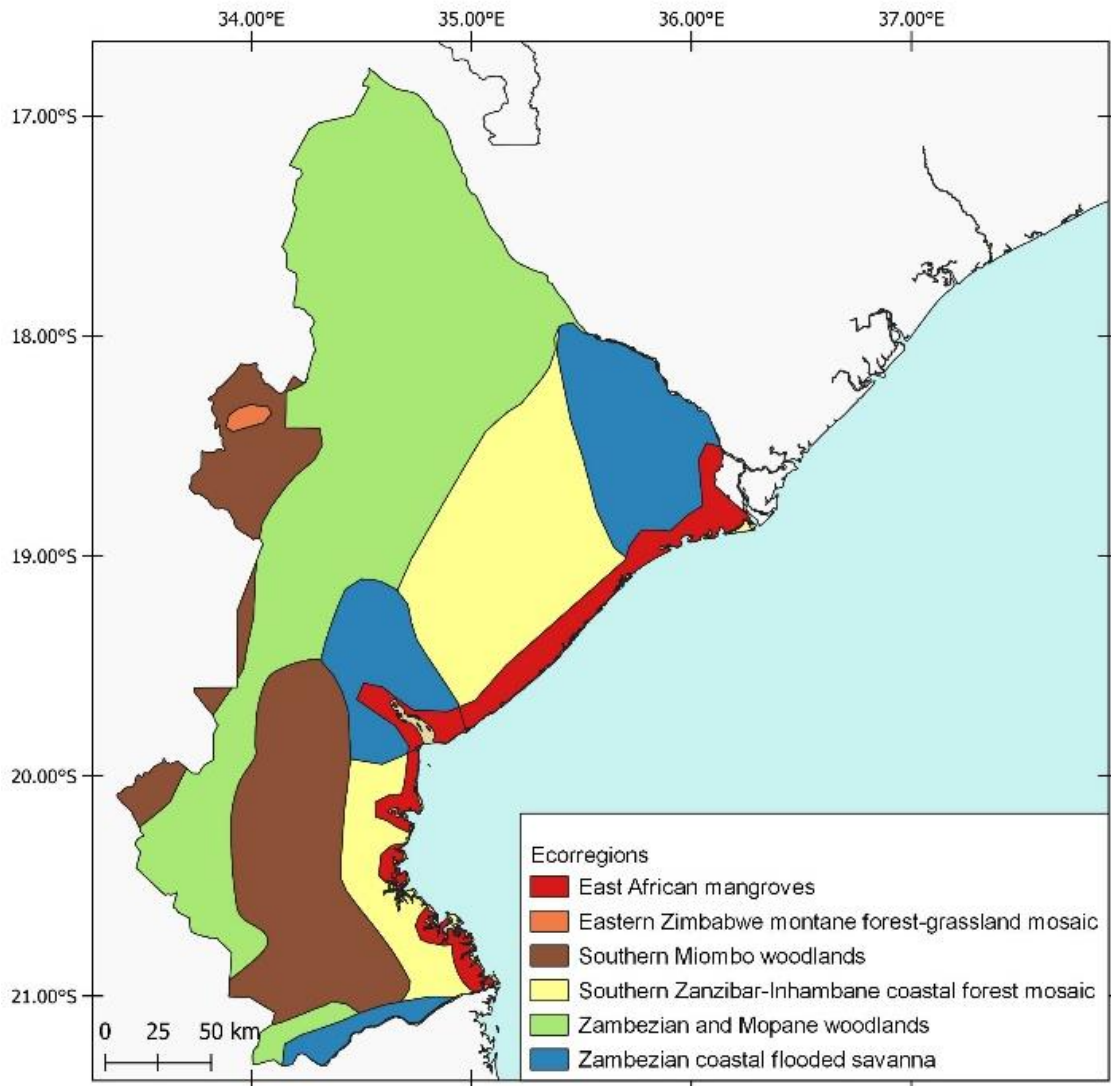 34.00°E 35.00°E 36.00°E 37.00°E
17.00°S
18.00°S
19.00°S
20.00°S
21.00°S
0 25 50 km
Ecorregions
East African mangroves
Eastern Zimbabwe montane forest-grassland mosaic
Southern Miombo woodlands
Southern Zanzibar-Inhambane coastal forest mosaic
Zambezian and Mopane woodlands
Zambezian coastal flooded savanna